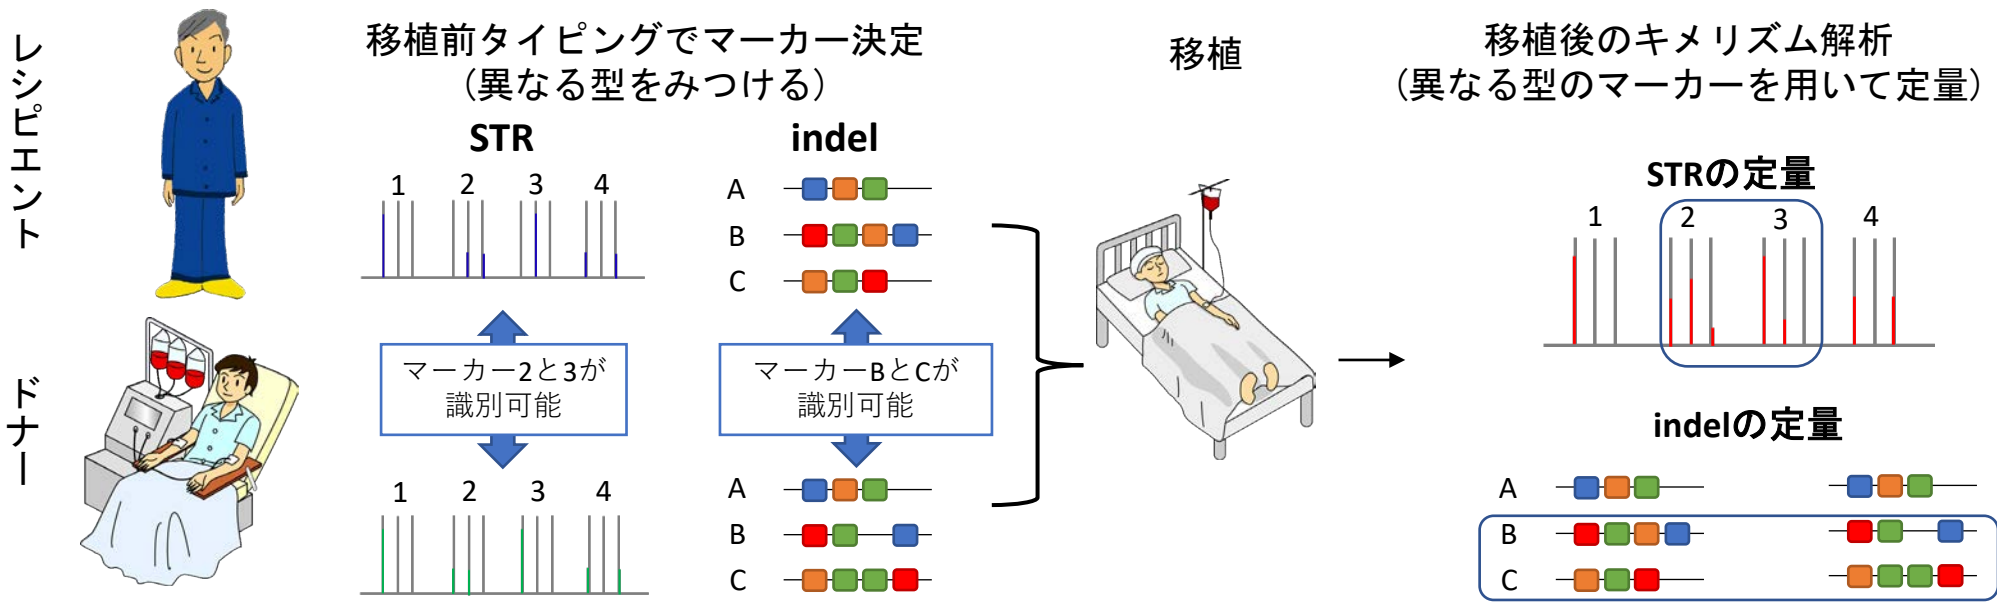 レシピエント
移植前タイピングでマーカー決定
(異なる型をみつける)
STR
1 2 3 4
indel
A
B
C
マーカー2と3が
識別可能
マーカーBとCが
識別可能
ドナー
1 2 3 4
A
B
C
移植
移植後のキメリズム解析
(異なる型のマーカーを用いて定量)
STRの定量
1 2 3 4
indelの定量
A
B
C